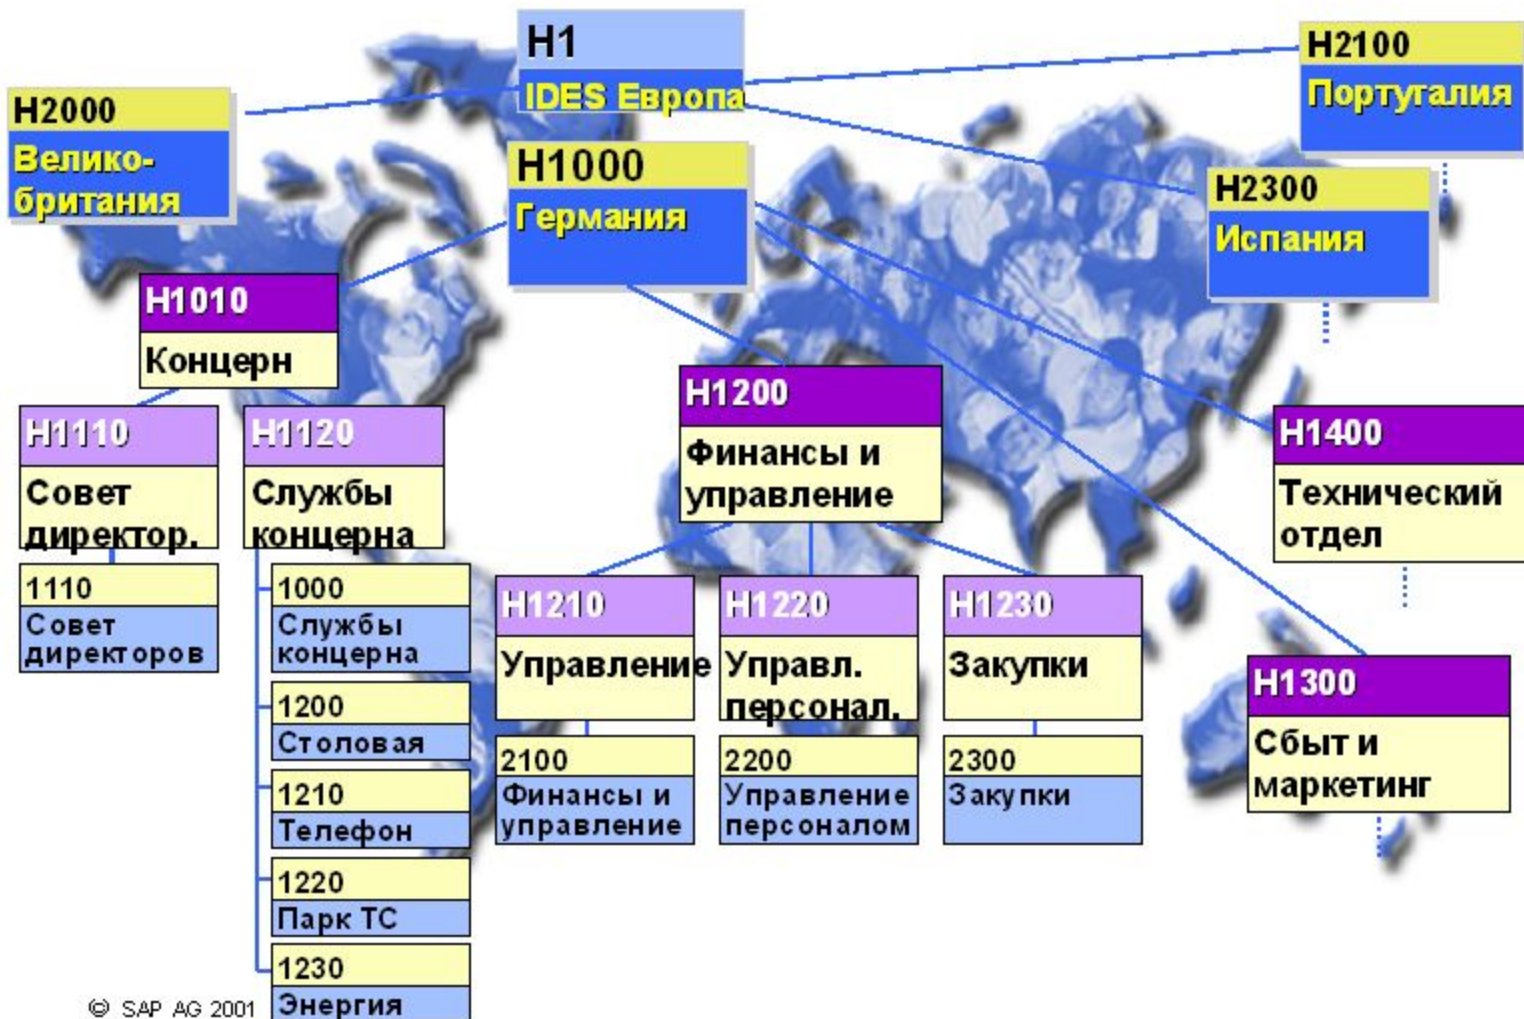 H1
IDES Европа
H2100
Португалия
H2000
Велико-
британия
H1000
Германия
H2300
Испания
H1010
Концерн
H1200
Финансы и
управление
H1400
Технический
отдел
H1110
Совет
директор.
H1120
Службы
концерна
1110
Совет
директоров
1000
Службы
концерна
1200
Столовая
1210
Телефон
1220
Парк ТС
1230
Энергия
H1210
Управление
H1220
Управл.
персонал.
H1230
Закупки
2100
Финансы и
управление
2200
Управление
персоналом
2300
Закупки
H1300
Сбыт и
маркетинг
© SAP AG 2001